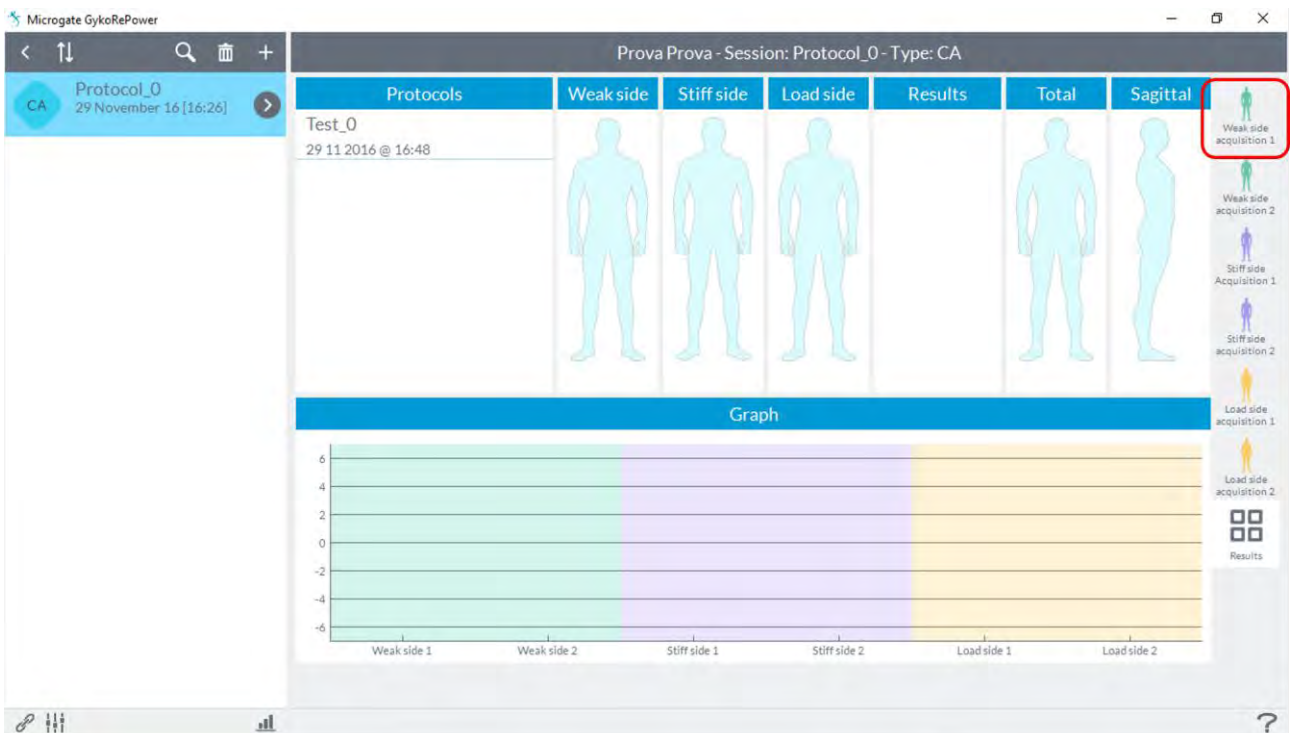 Microgate GykoRePower
Prova Prova - Session: Protocol_0 - Type: CA
CA
Protocol_0
29 November 16 [16:26]
Protocols
Weak side
Stiff side
Load side
Results
Total
Sagittal
Test_0
29 11 2016 @ 16:48
Weak side
acquisition 1
Weak side
acquisition 2
Stiff side
Acquisition 1
Stiff side
acquisition 2
Load side
acquisition 1
Load side
acquisition 2
Results
Graph
6
4
2
0
-2
-4
-6
Weak side 1
Weak side 2
Stiff side 1
Stiff side 2
Load side 1
Load side 2
?